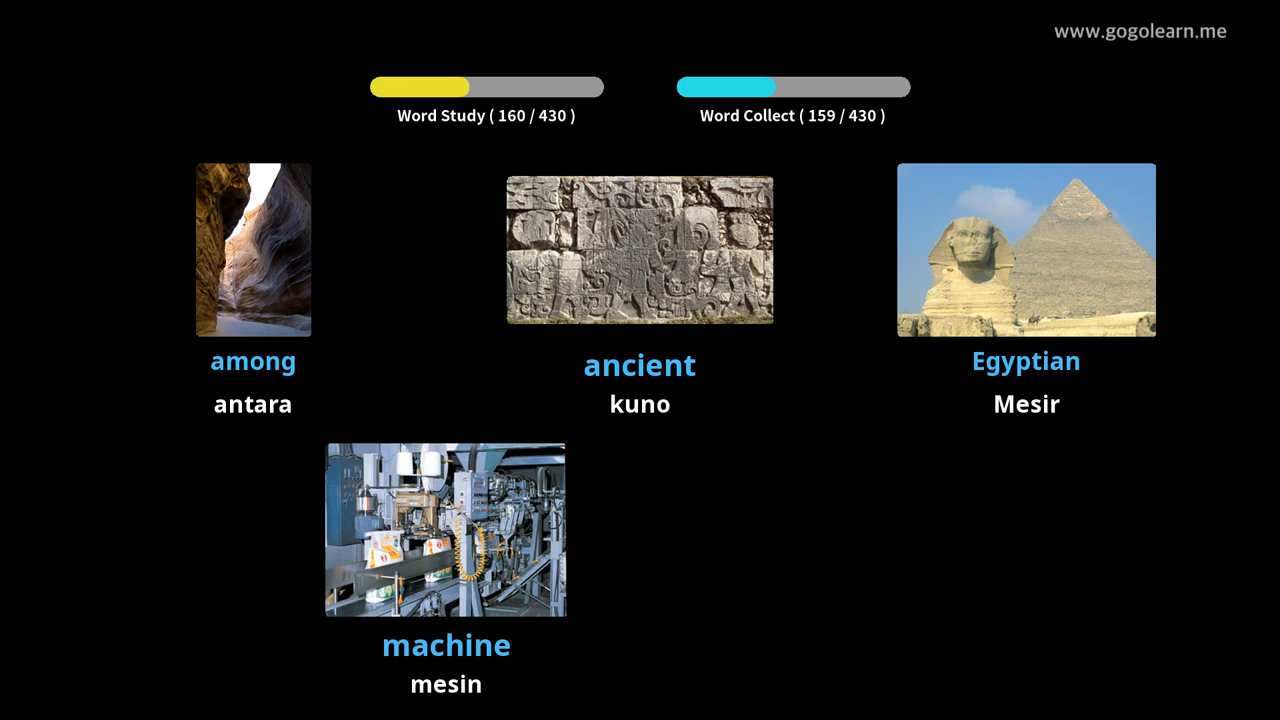 www.gogolearn.me
Word Study ( 160 / 430 )
Word Collect ( 159 / 430 )
among
ancient
Egyptian
antara
kuno
Mesir
machine
mesin